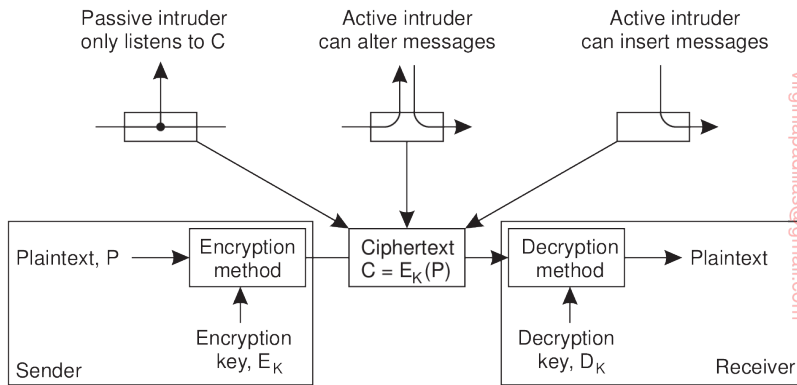 Passive intruder
only listens to C
Active intruder
can alter messages
Active intruder
can insert messages
Plaintext, P
Encryption
method
Ciphertext
C = E_K(P)
Decryption
method
Plaintext
Encryption
key, E_K
Decryption
key, D_K
Sender
Receiver